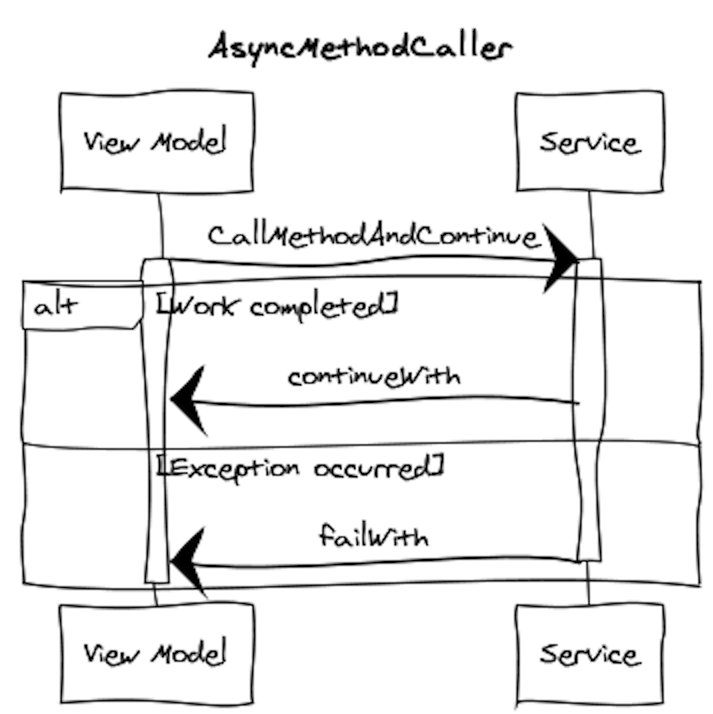 AsyncMethodCaller
View Model
Service
CallMethodAndContinue
alt
[Work completed]
continueWith
[Exception occurred]
failWith
View Model
Service